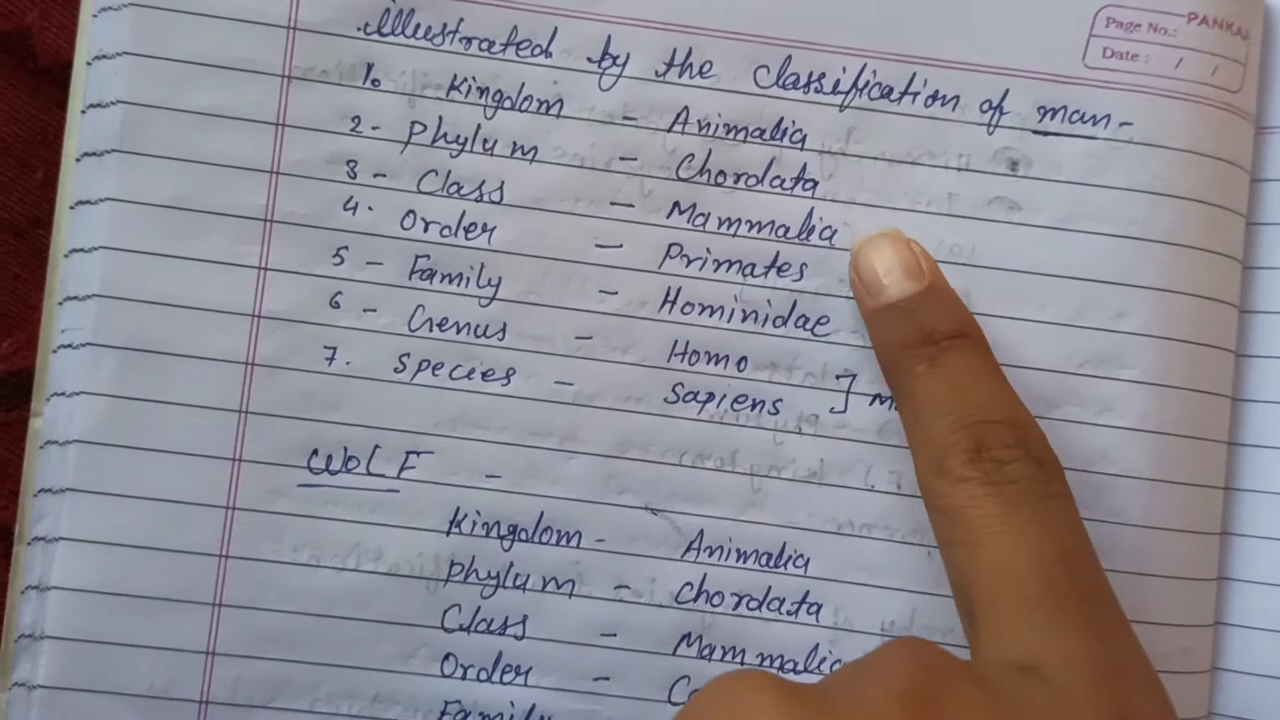 PANKAJ
Page No.:
Date: / /
illustrated by the classification of man-
1. Kingdom - Animalia
2- Phylum - Chordata
3- Class - Mammalia
4. Order - Primates
5- Family - Hominidae
6- Genus - Homo
7. Species - Sapiens ]
WOLF -
Kingdom - Animalia
Phylum - Chordata
Class - Mammalia
Order -
Family